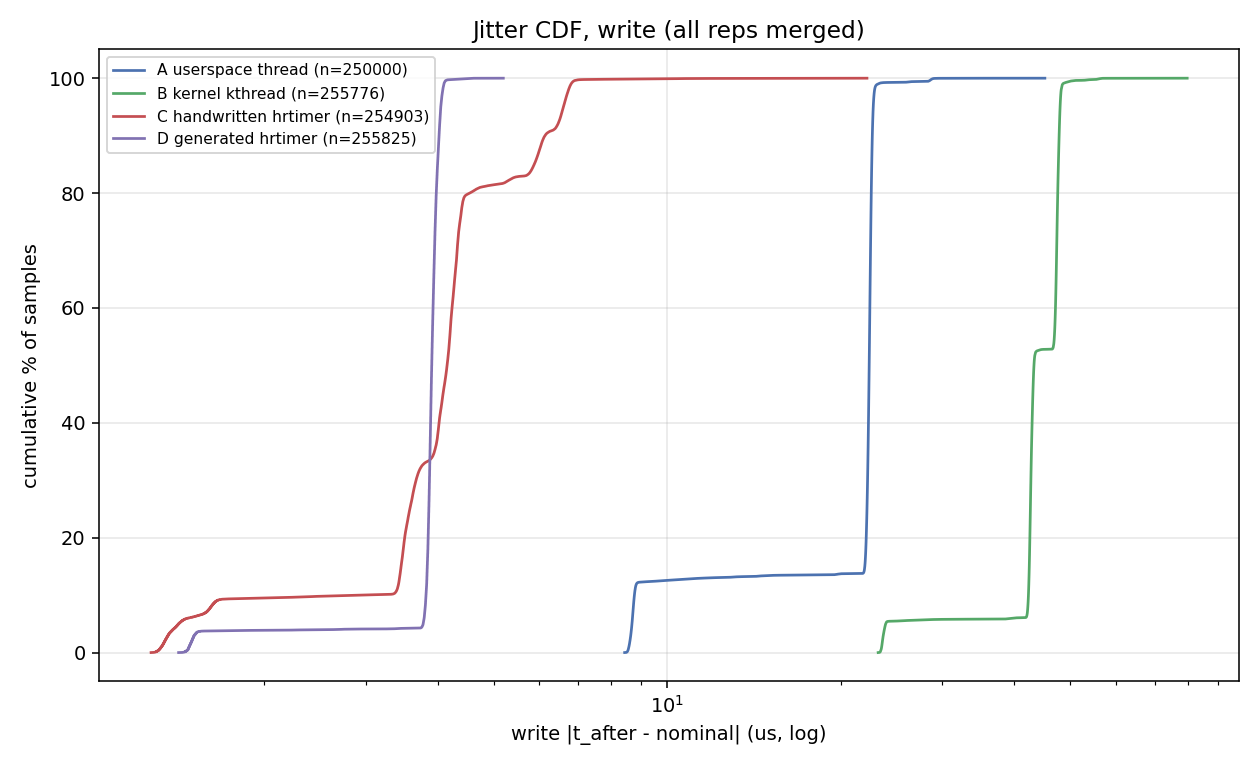 Jitter CDF, write (all reps merged)
A userspace thread (n=250000)
B kernel kthread (n=255776)
C handwritten hrtimer (n=254903)
D generated hrtimer (n=255825)
cumulative % of samples
100
80
60
40
20
0
10¹
write |t_after - nominal| (us, log)